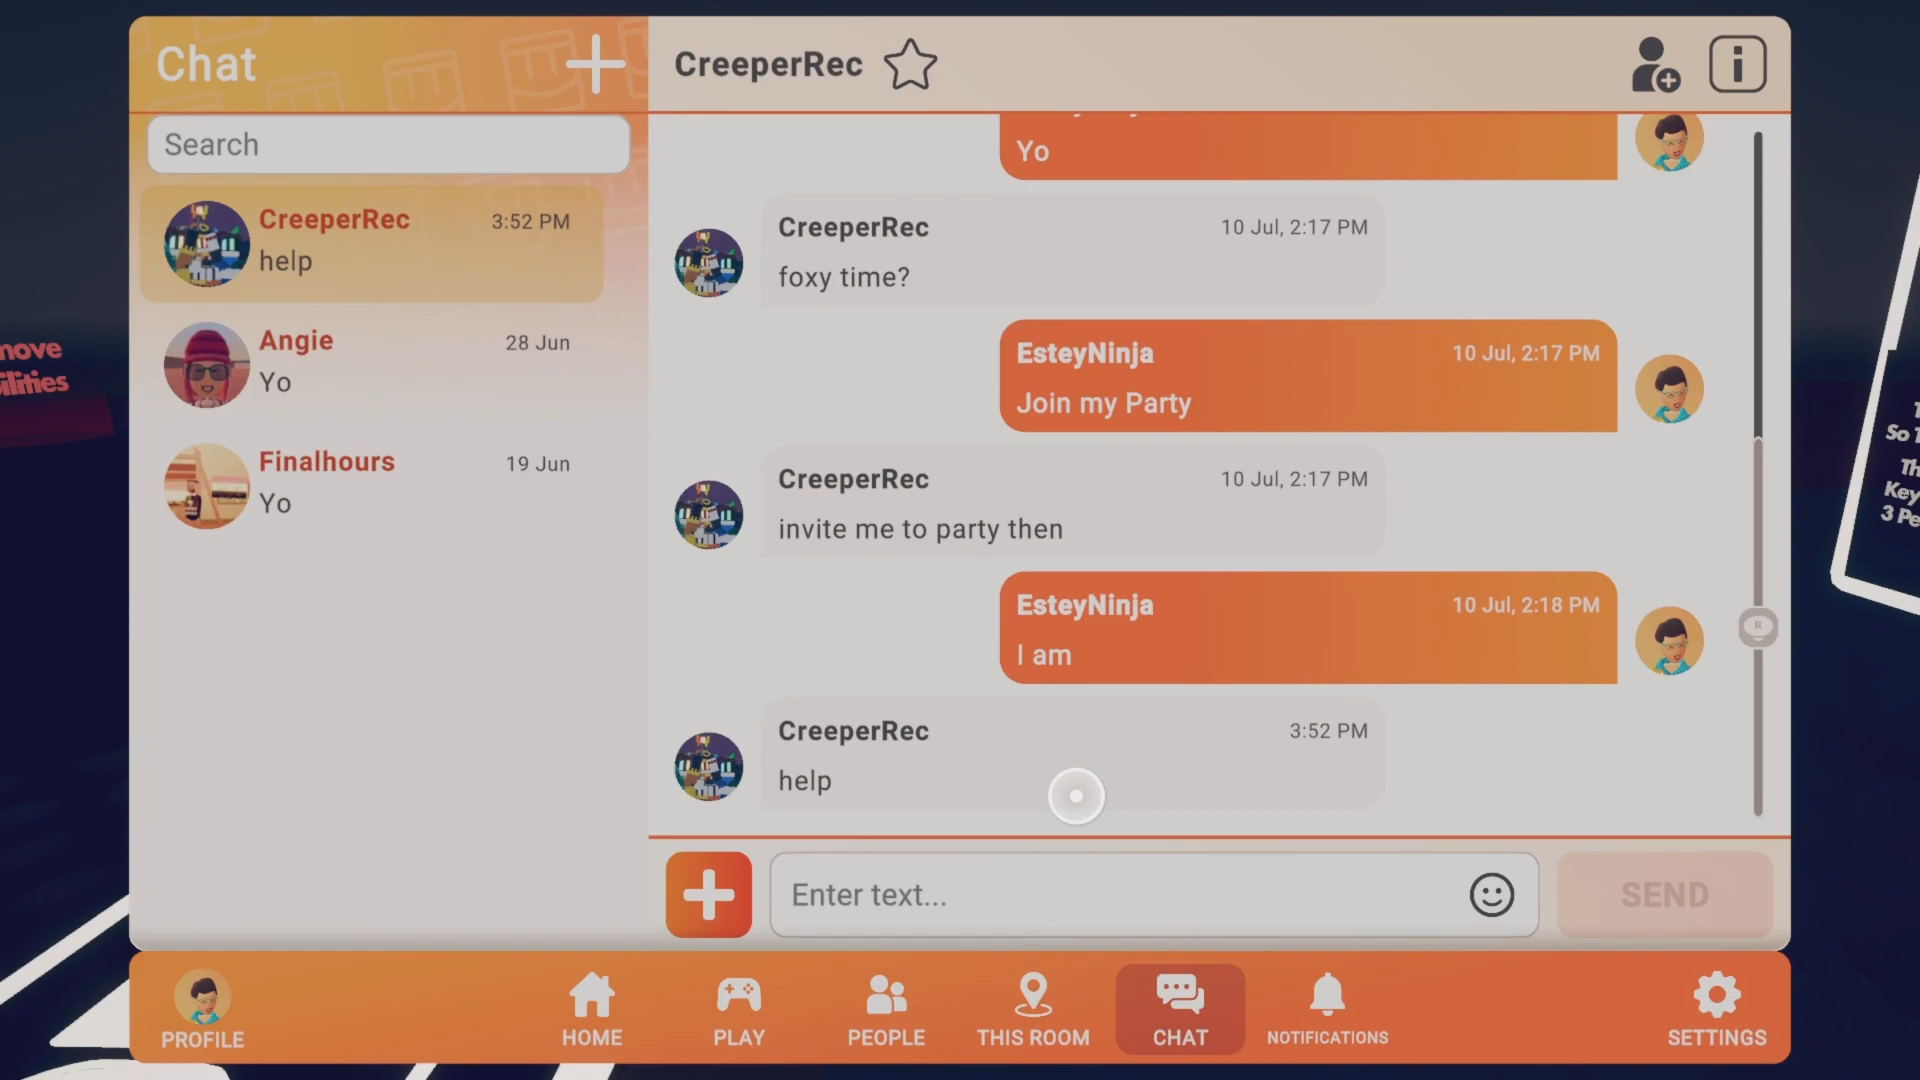 Chat
Search
CreeperRec
3:52 PM
help
Angie
28 Jun
Yo
Finalhours
19 Jun
Yo
CreeperRec
Yo
CreeperRec
10 Jul, 2:17 PM
foxy time?
EsteyNinja
10 Jul, 2:17 PM
Join my Party
CreeperRec
10 Jul, 2:17 PM
invite me to party then
EsteyNinja
10 Jul, 2:18 PM
I am
CreeperRec
3:52 PM
help
Enter text...
SEND
PROFILE
HOME
PLAY
PEOPLE
THIS ROOM
CHAT
NOTIFICATIONS
SETTINGS
R
So
Key